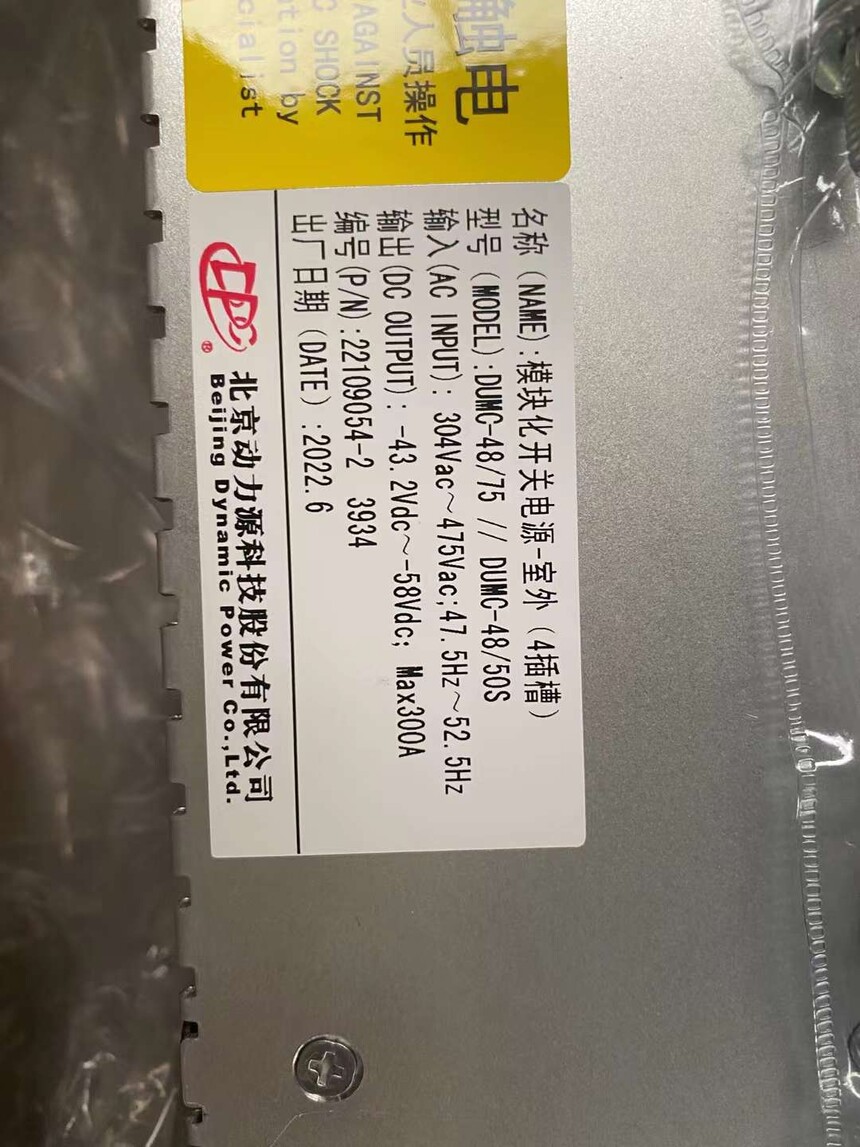 触电
人员操作
AGAINST
C SHOCK
ation by
cialist
名称 (NAME):模块化开关电源-室外 (4插槽)
型号 (MODEL):DUMC-48/75 // DUMC-48/50S
输入(AC INPUT): 304Vac～475Vac;47.5Hz～52.5Hz
输出(DC OUTPUT): -43.2Vdc～-58Vdc; Max300A
编号(P/N):22109054-2 3934
出厂日期 (DATE):2022.6
北京动力源科技股份有限公司
Beijing Dynamic Power Co.,Ltd.